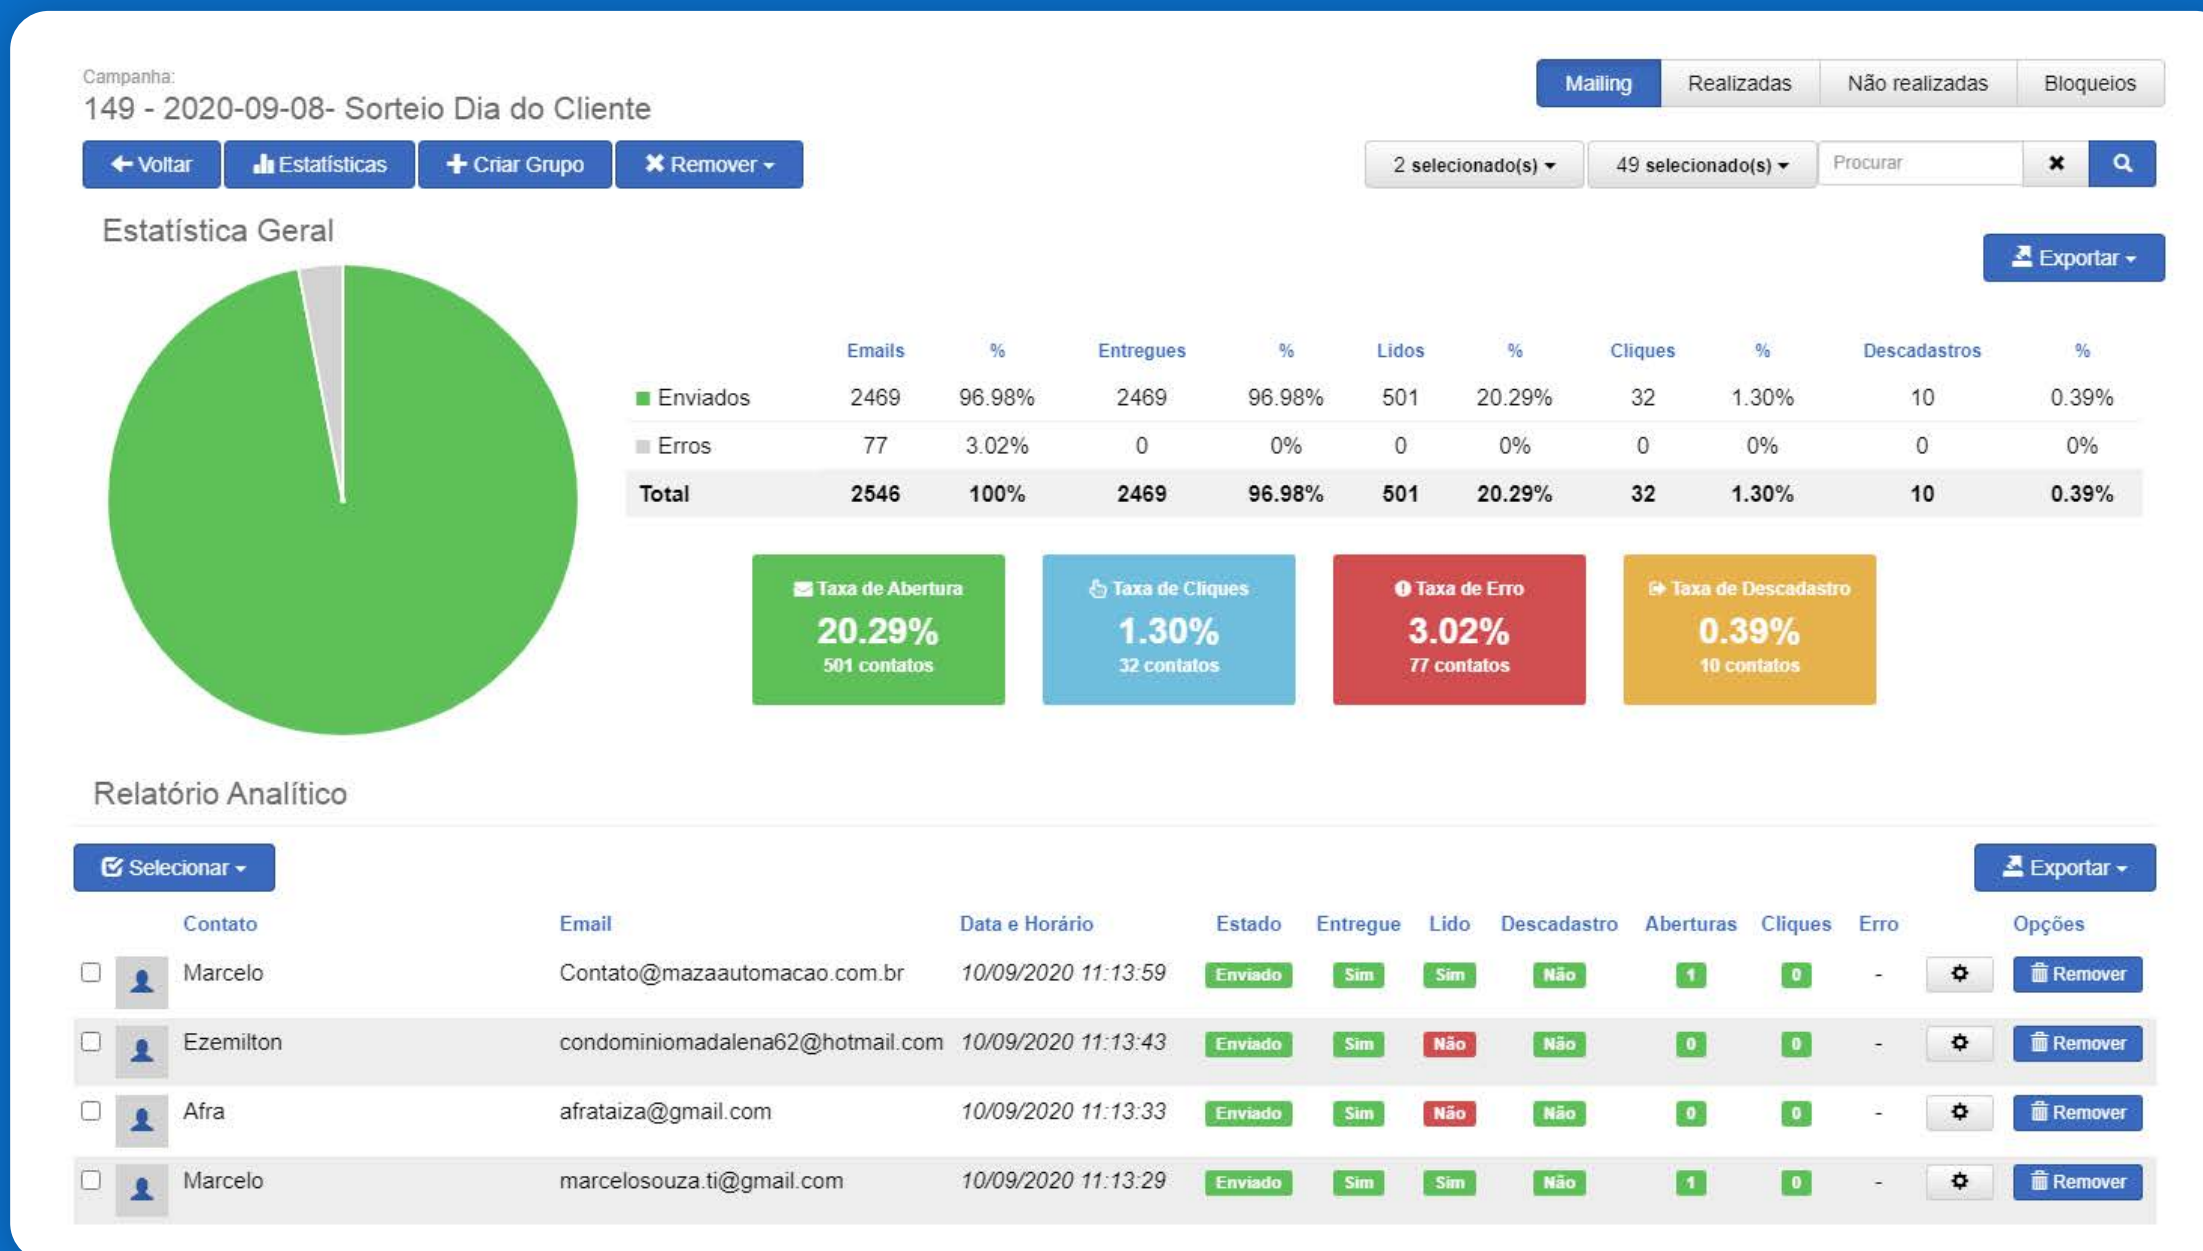 Campanha:
149 - 2020-09-08- Sorteio Dia do Cliente
Mailing Realizadas Não realizadas Bloqueios
Voltar Estatísticas Criar Grupo Remover
2 selecionado(s) 49 selecionado(s) Procurar
Estatística Geral
Exportar
Emails % Entregues % Lidos % Cliques % Descadastros %
Enviados 2469 96.98% 2469 96.98% 501 20.29% 32 1.30% 10 0.39%
Erros 77 3.02% 0 0% 0 0% 0 0% 0 0%
Total 2546 100% 2469 96.98% 501 20.29% 32 1.30% 10 0.39%
Taxa de Abertura
20.29%
501 contatos
Taxa de Cliques
1.30%
32 contatos
Taxa de Erro
3.02%
77 contatos
Taxa de Descadastro
0.39%
10 contatos
Relatório Analítico
Selecionar Exportar
Contato Email Data e Horário Estado Entregue Lido Descadastro Aberturas Cliques Erro Opções
Marcelo Contato@mazaautomacao.com.br 10/09/2020 11:13:59 Enviado Sim Sim Não 1 0 - Remover
Ezemilton condominiomadalena62@hotmail.com 10/09/2020 11:13:43 Enviado Sim Não Não 0 0 - Remover
Afra afrataiza@gmail.com 10/09/2020 11:13:33 Enviado Sim Não Não 0 0 - Remover
Marcelo marcelosouza.ti@gmail.com 10/09/2020 11:13:29 Enviado Sim Sim Não 1 0 - Remover